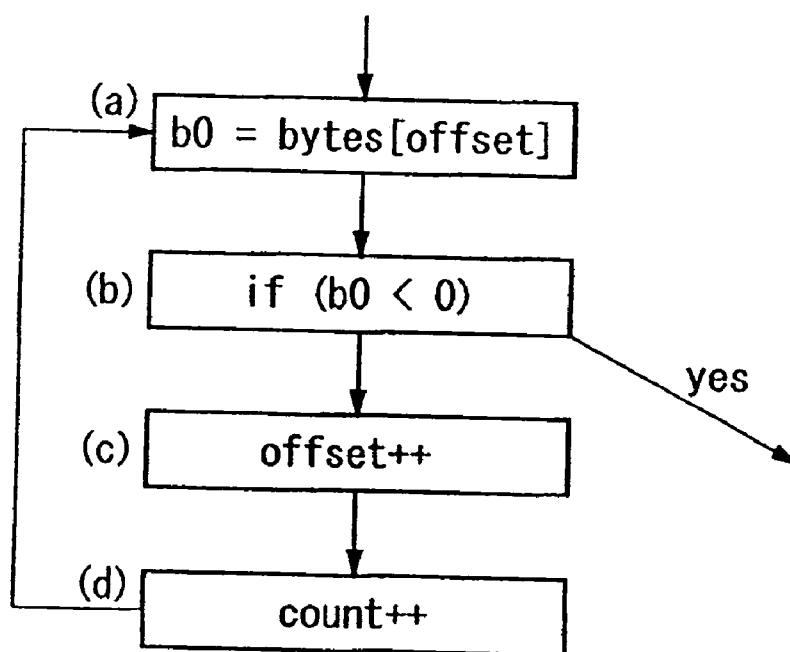 (a)
b0 = bytes[offset]
(b)
if (b0 < 0)
yes
(c)
offset++
(d)
count++